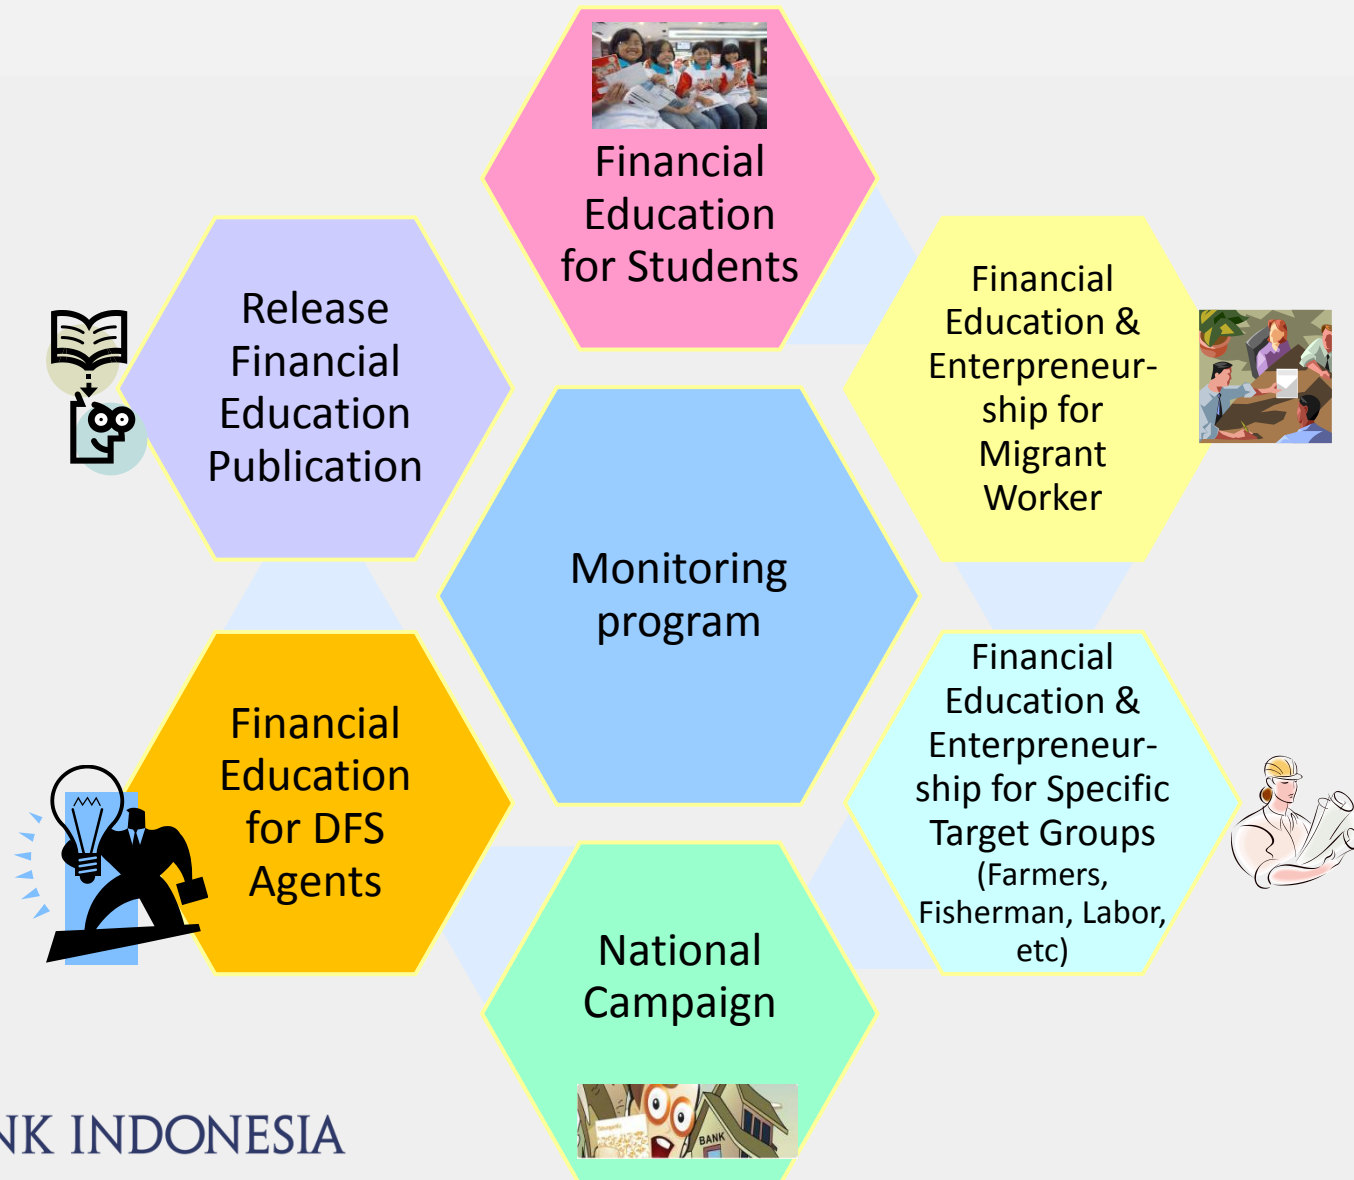 Financial
Education
for Students
Financial
Education &
Enterpreneur-
ship for
Migrant
Worker
Financial
Education &
Enterpreneur-
ship for Specific
Target Groups
(Farmers,
Fisherman, Labor,
etc)
National
Campaign
BANK
Financial
Education
for DFS
Agents
Release
Financial
Education
Publication
Monitoring
program
NK INDONESIA